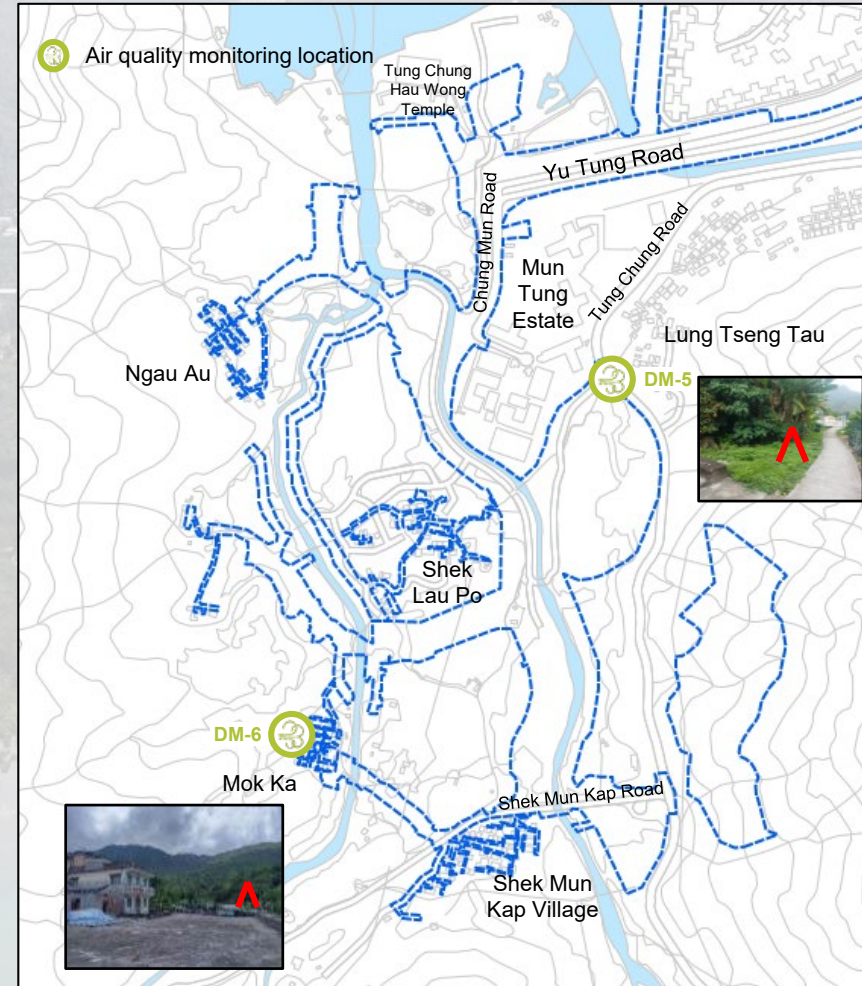 Air quality monitoring location
Tung Chung
Hau Wong
Temple
Yu Tung Road
Chung Mun Road
Tung Chung Road
Mun
Tung
Estate
Lung Tseng Tau
Ngau Au
DM-5
Shek
Lau Po
DM-6
Mok Ka
Shek Mun Kap Road
Shek Mun
Kap Village